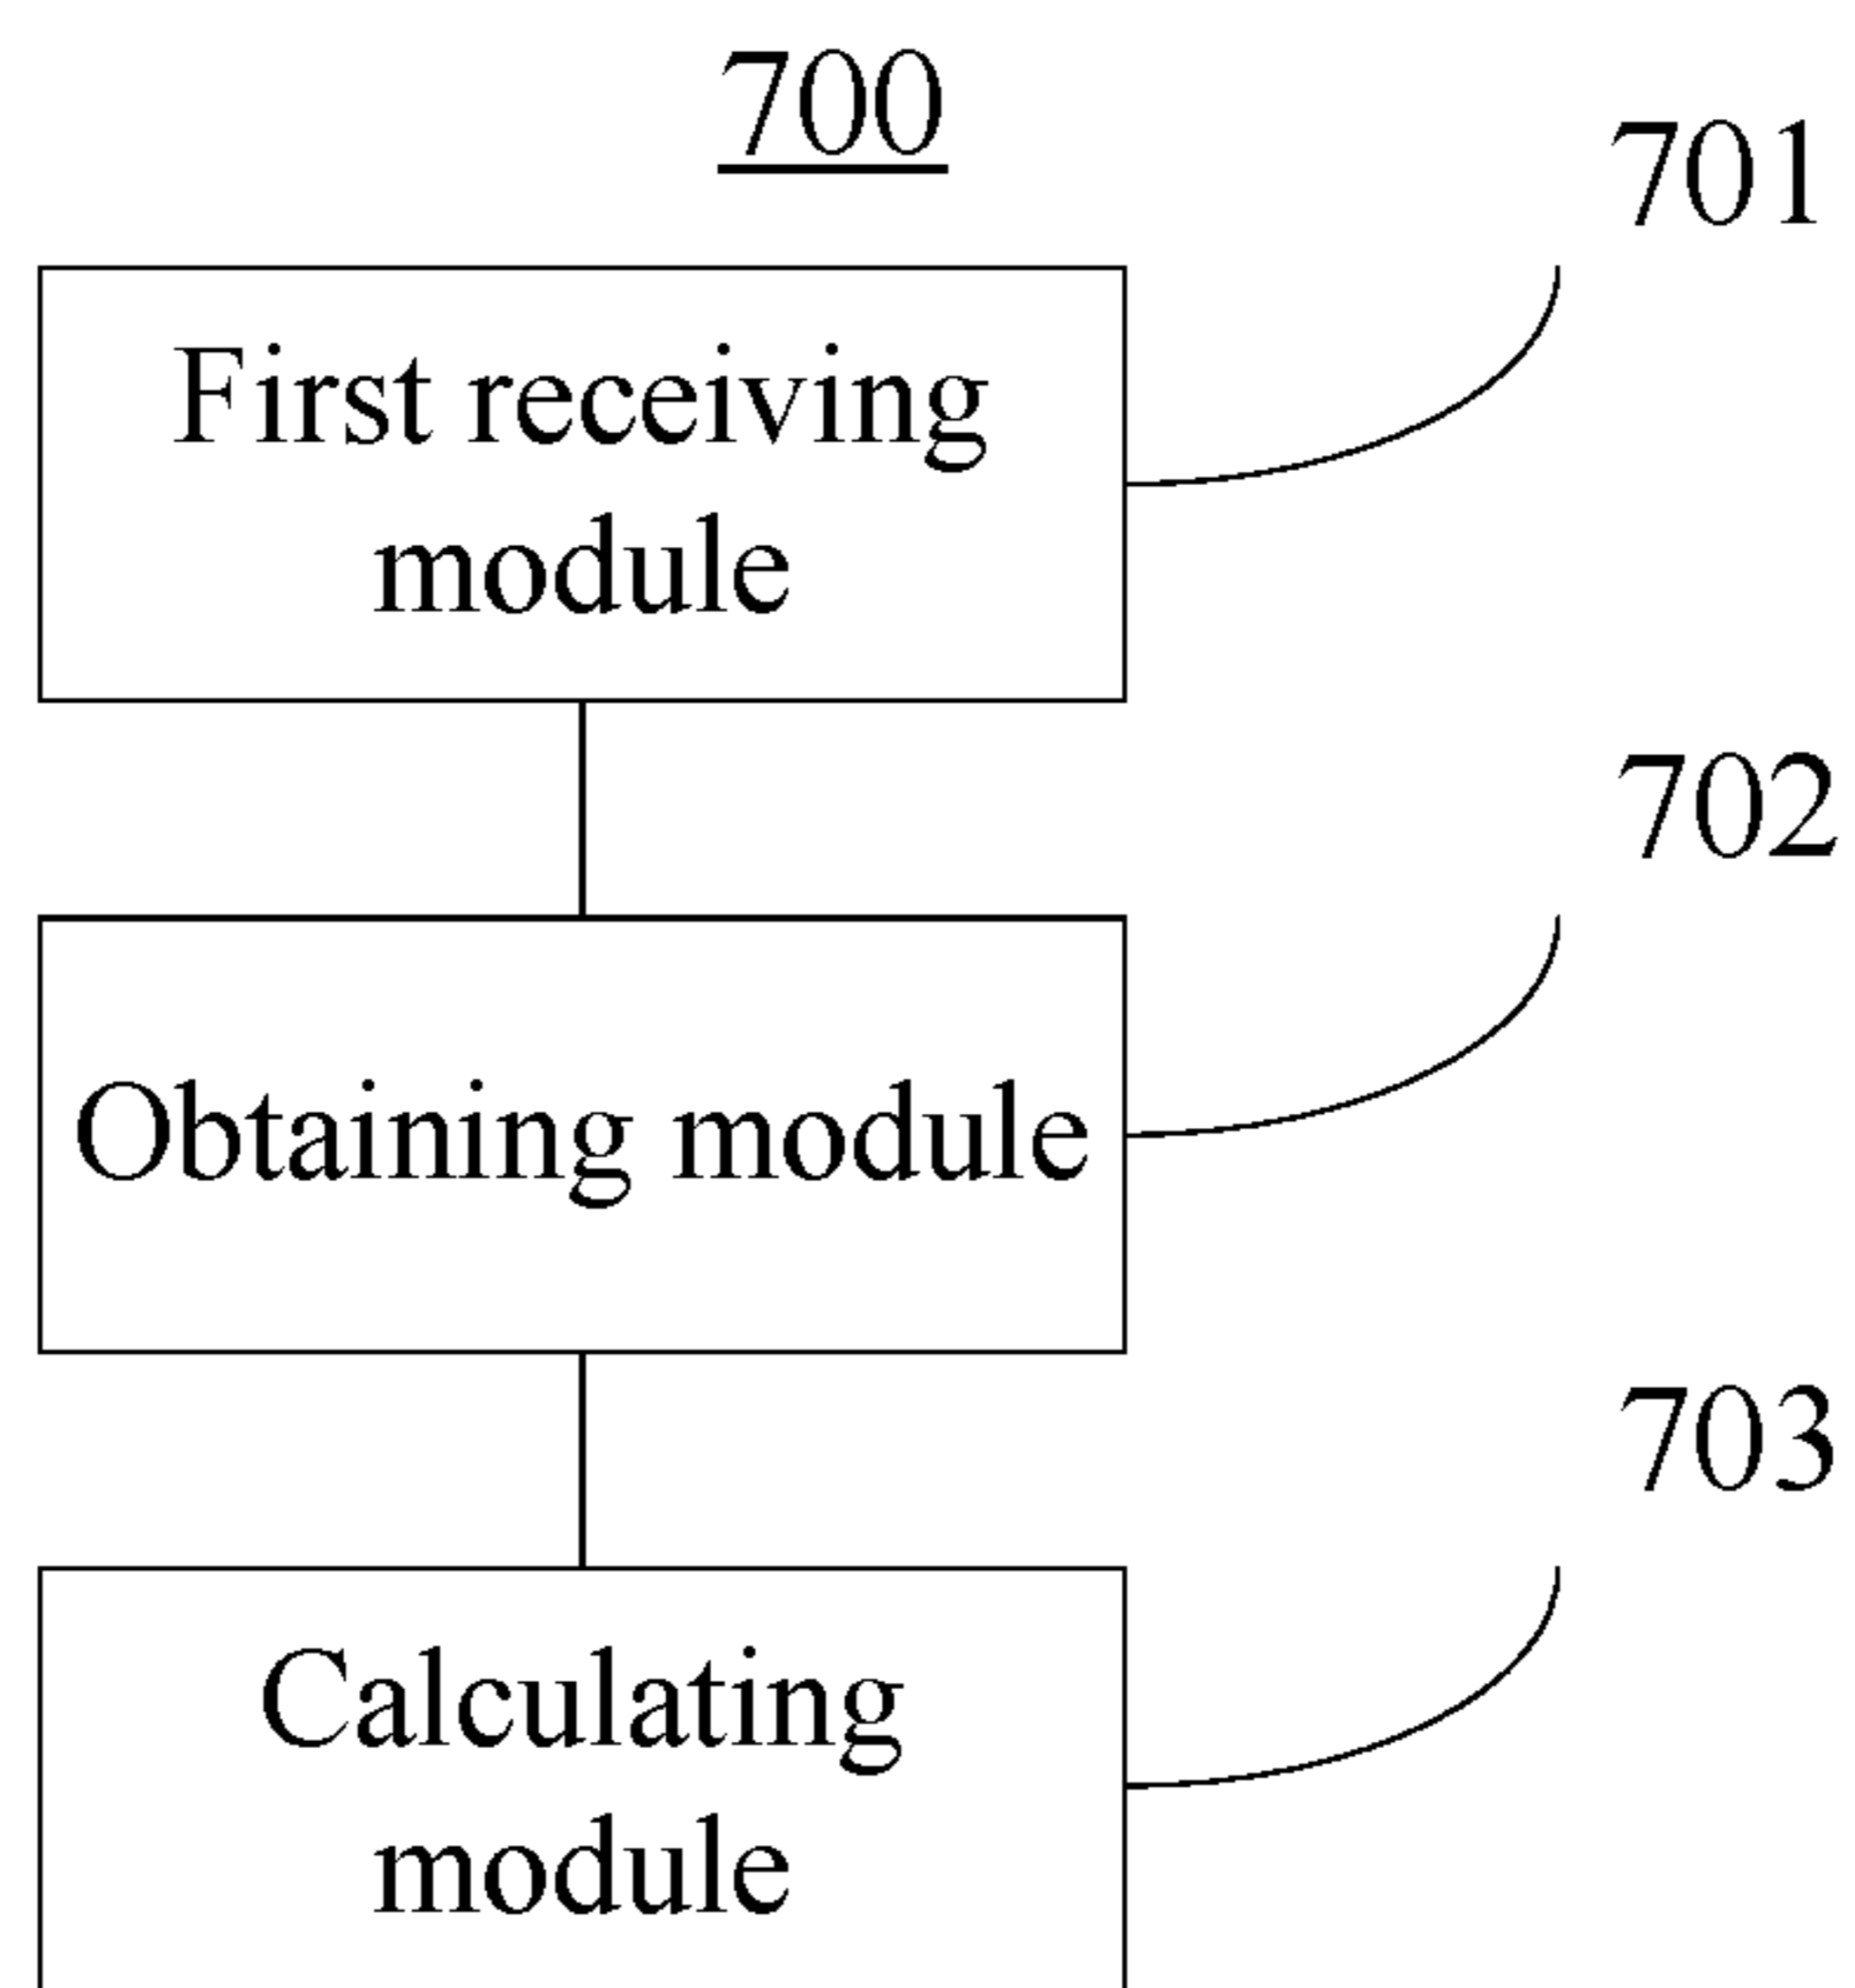 700
701
First receiving
module
702
Obtaining module
703
Calculating
module